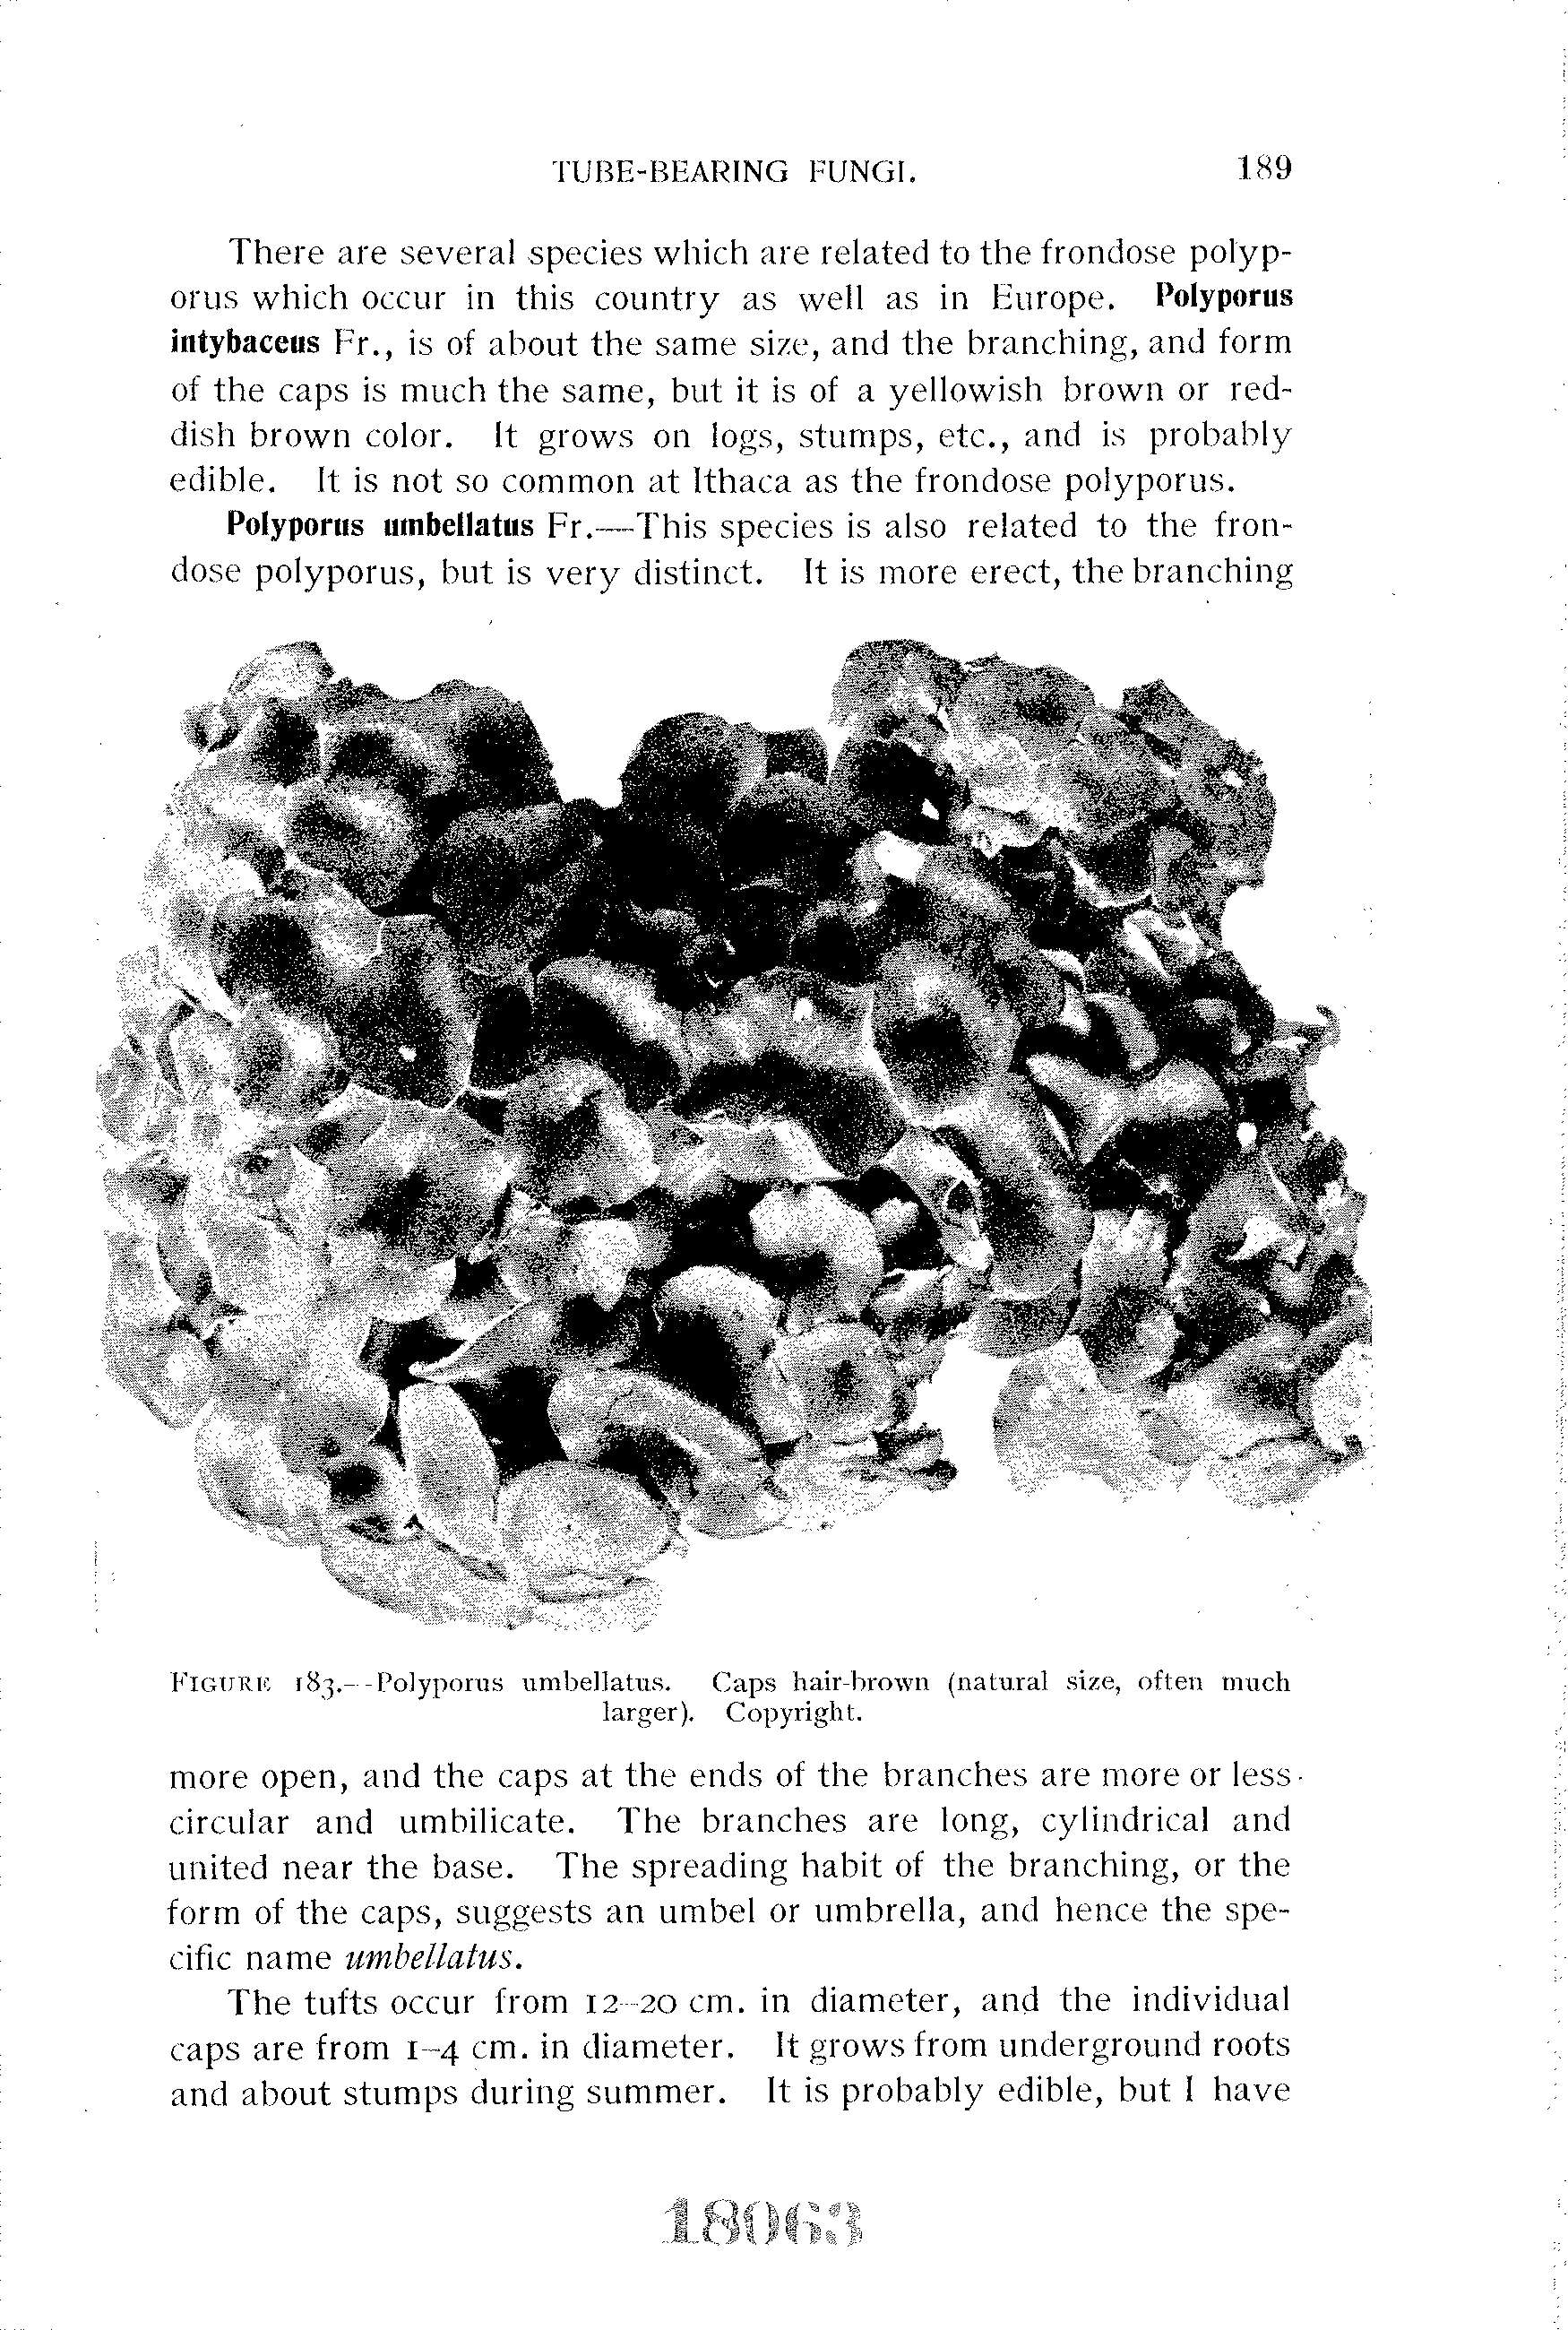 TUBE-BEARING FUNGI. 189
There are several species which are related to the frondose polyp-
orus which occur in this country as well as in Europe. Polyporus
intybaceus Fr., is of about the same size, and the branching, and form
of the caps is much the same, but it is of a yellowish brown or red-
dish brown color. It grows on logs, stumps, etc., and is probably
edible. It is not so common at Ithaca as the frondose polyporus.
Polyporus umbellatus Fr.—This species is also related to the fron-
dose polyporus, but is very distinct. It is more erect, the branching
FIGURE 183.--Polyporus umbellatus. Caps hair-brown (natural size, often much
larger). Copyright.
more open, and the caps at the ends of the branches are more or less
circular and umbilicate. The branches are long, cylindrical and
united near the base. The spreading habit of the branching, or the
form of the caps, suggests an umbel or umbrella, and hence the spe-
cific name umbellatus.
The tufts occur from 12-20 cm. in diameter, and the individual
caps are from 1-4 cm. in diameter. It grows from underground roots
and about stumps during summer. It is probably edible, but I have
18063